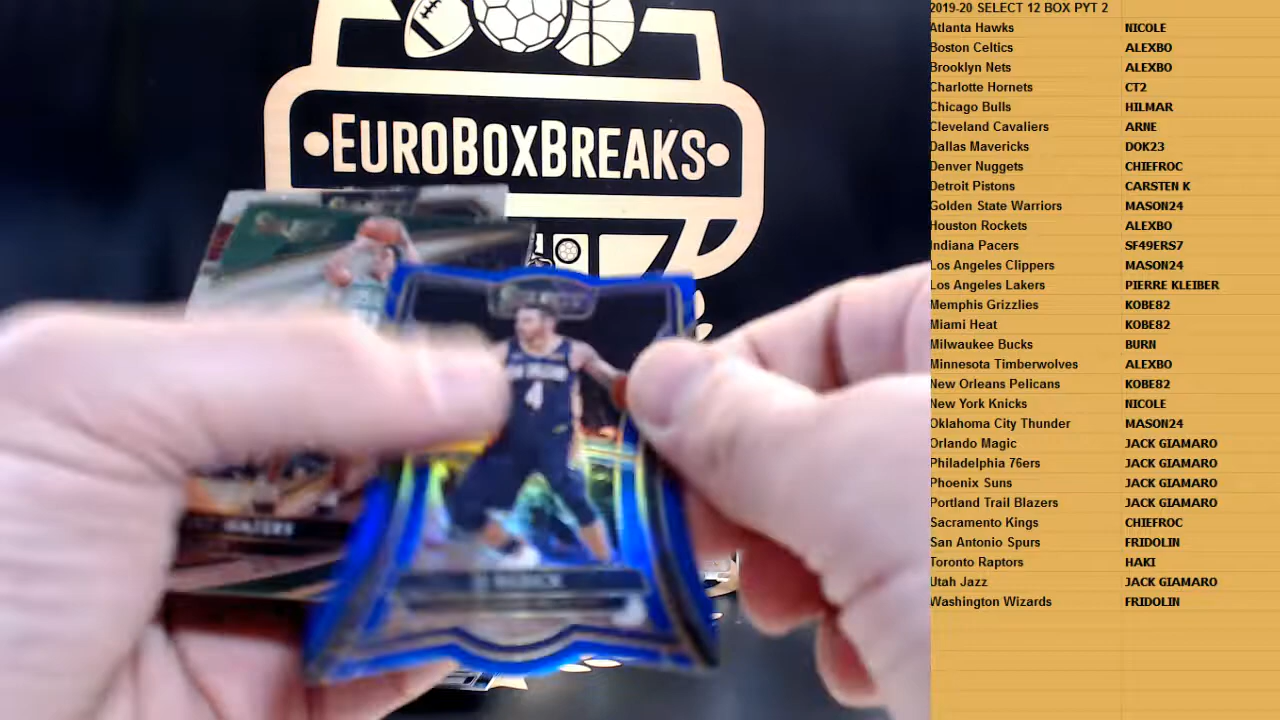 EUROBOXBREAKS
4
2019-20 SELECT 12 BOX PYT 2
Atlanta Hawks NICOLE
Boston Celtics ALEXBO
Brooklyn Nets ALEXBO
Charlotte Hornets CT2
Chicago Bulls HILMAR
Cleveland Cavaliers ARNE
Dallas Mavericks DOK23
Denver Nuggets CHIEFROC
Detroit Pistons CARSTEN K
Golden State Warriors MASON24
Houston Rockets ALEXBO
Indiana Pacers SF49ERS7
Los Angeles Clippers MASON24
Los Angeles Lakers PIERRE KLEIBER
Memphis Grizzlies KOBE82
Miami Heat KOBE82
Milwaukee Bucks BURN
Minnesota Timberwolves ALEXBO
New Orleans Pelicans KOBE82
New York Knicks NICOLE
Oklahoma City Thunder MASON24
Orlando Magic JACK GIAMARO
Philadelphia 76ers JACK GIAMARO
Phoenix Suns JACK GIAMARO
Portland Trail Blazers JACK GIAMARO
Sacramento Kings CHIEFROC
San Antonio Spurs FRIDOLIN
Toronto Raptors HAKI
Utah Jazz JACK GIAMARO
Washington Wizards FRIDOLIN